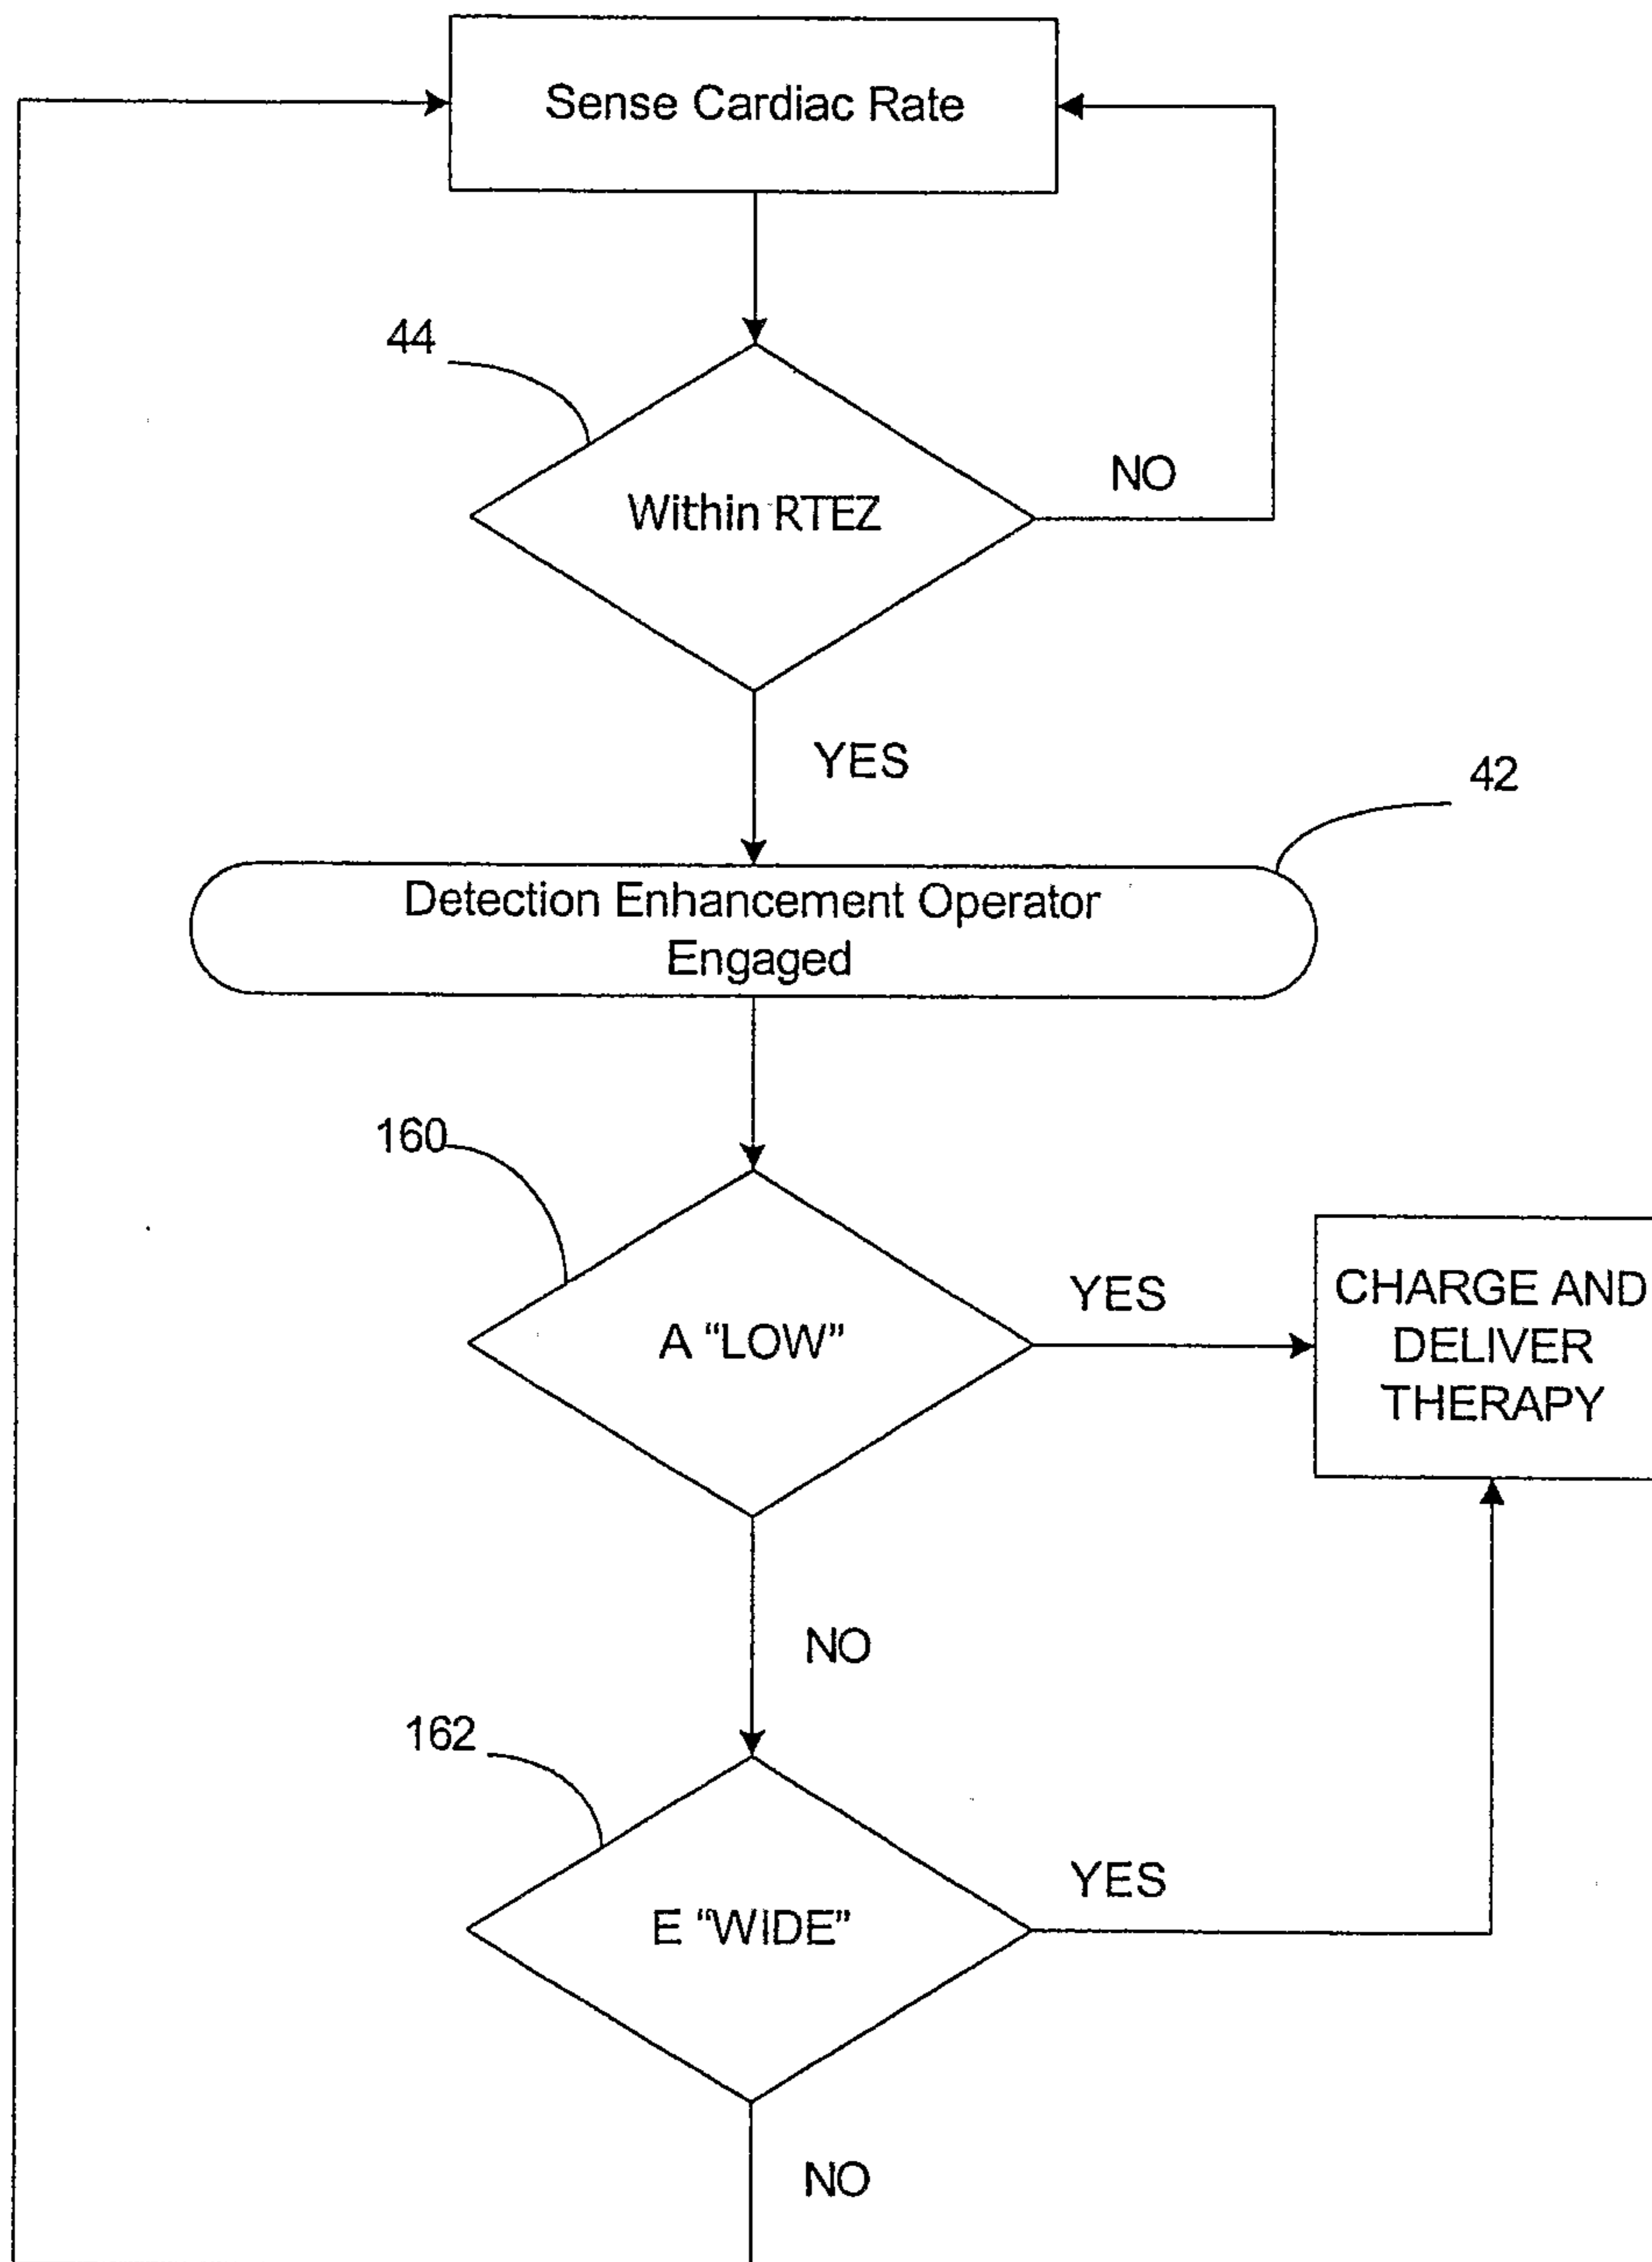 Sense Cardiac Rate
44
Within RTEZ
NO
YES
42
Detection Enhancement Operator
Engaged
160
A “LOW”
YES
CHARGE AND
DELIVER
THERAPY
NO
162
E “WIDE”
YES
NO